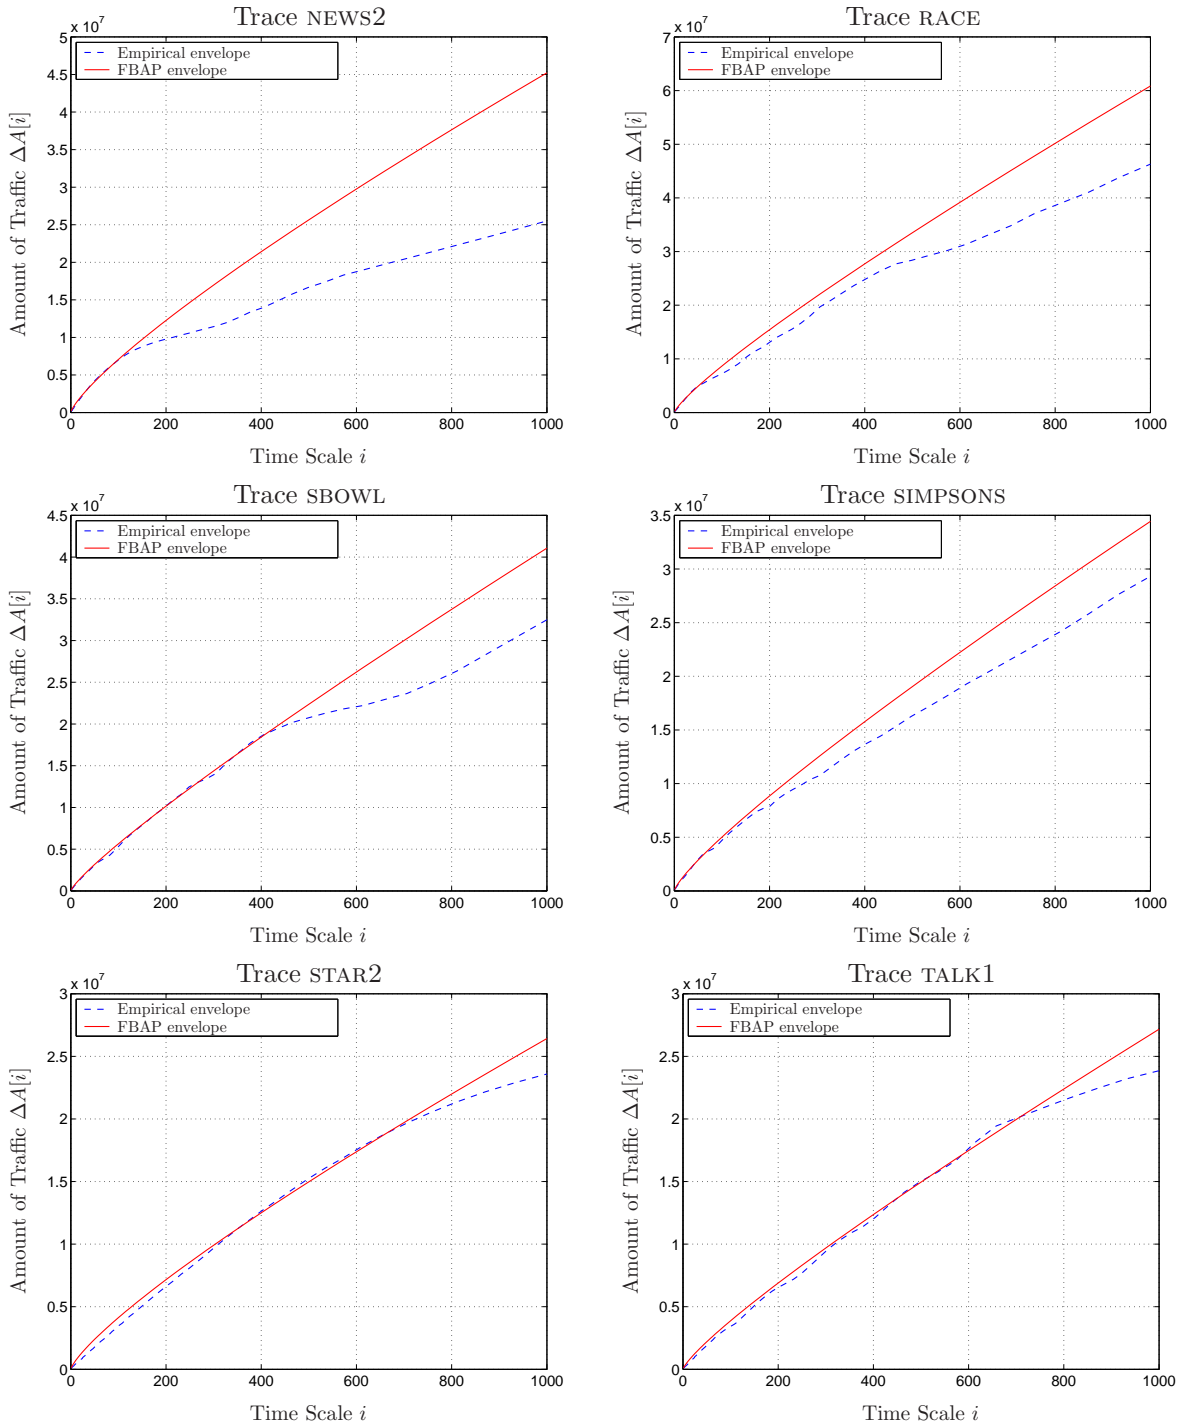 Trace NEWS2
x 10^7
5
4.5
4
3.5
3
2.5
2
1.5
1
0.5
0
Amount of Traffic ΔA[i]
Empirical envelope
FBAP envelope
0 200 400 600 800 1000
Time Scale i
Trace RACE
x 10^7
7
6
5
4
3
2
1
0
Amount of Traffic ΔA[i]
Empirical envelope
FBAP envelope
0 200 400 600 800 1000
Time Scale i
Trace SBOWL
x 10^7
4.5
4
3.5
3
2.5
2
1.5
1
0.5
0
Amount of Traffic ΔA[i]
Empirical envelope
FBAP envelope
0 200 400 600 800 1000
Time Scale i
Trace SIMPSONS
x 10^7
3.5
3
2.5
2
1.5
1
0.5
0
Amount of Traffic ΔA[i]
Empirical envelope
FBAP envelope
0 200 400 600 800 1000
Time Scale i
Trace STAR2
x 10^7
3
2.5
2
1.5
1
0.5
0
Amount of Traffic ΔA[i]
Empirical envelope
FBAP envelope
0 200 400 600 800 1000
Time Scale i
Trace TALK1
x 10^7
3
2.5
2
1.5
1
0.5
0
Amount of Traffic ΔA[i]
Empirical envelope
FBAP envelope
0 200 400 600 800 1000
Time Scale i